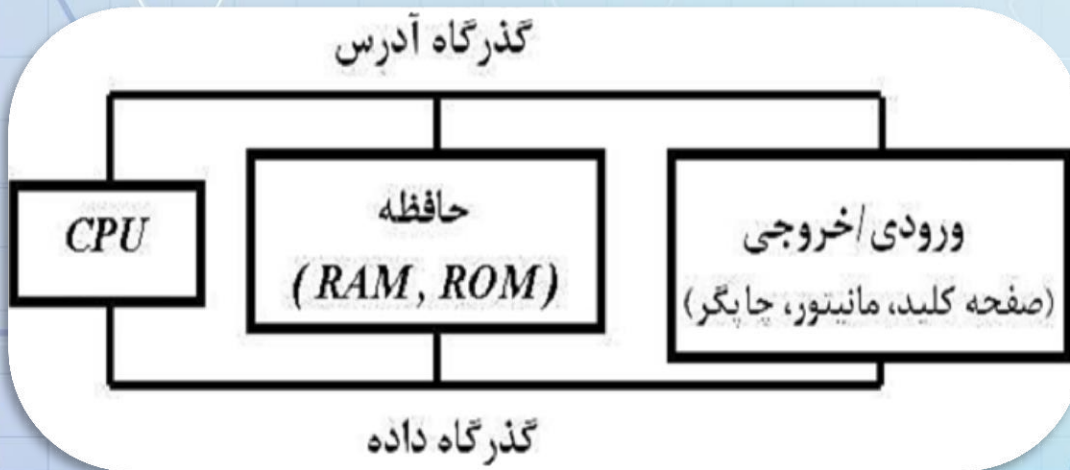 گذرگاه آدرس
CPU
حافظه
(RAM, ROM)
ورودی/خروجی
(صفحه کلید، مانیتور، چاپگر)
گذرگاه داده